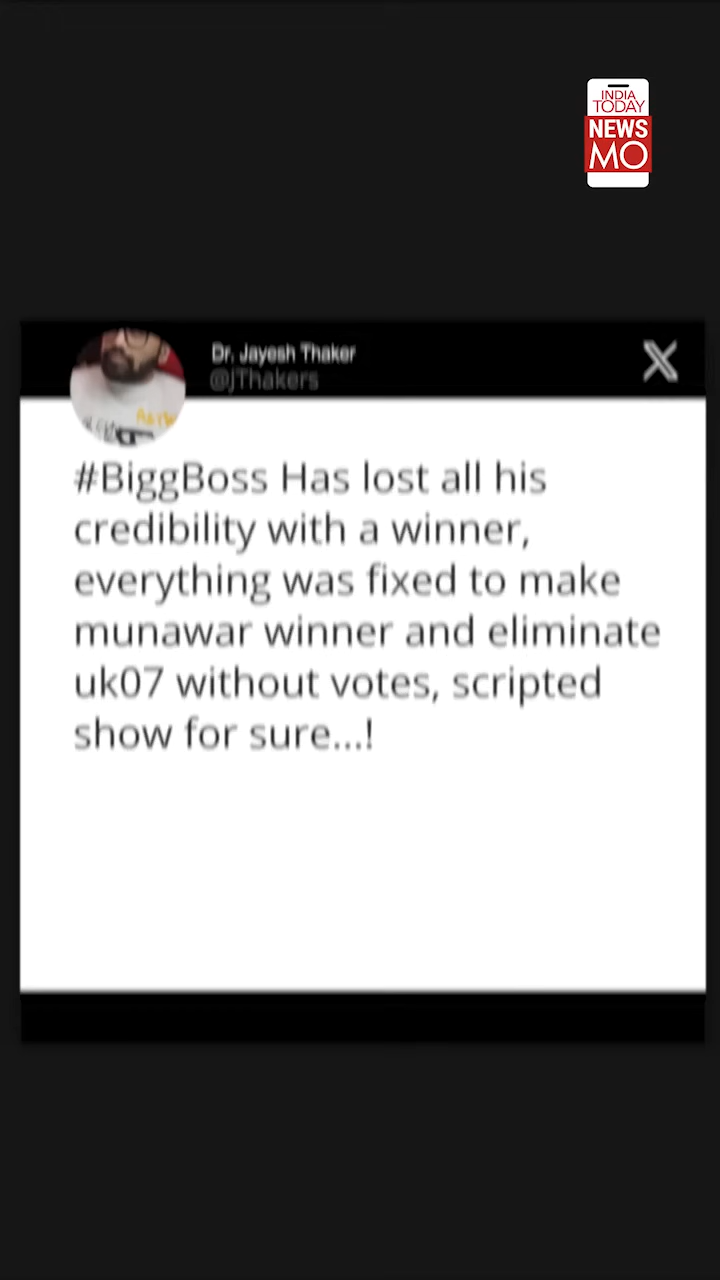 INDIA
TODAY
NEWS
MO
Dr. Jayesh Thaker
@jThakers
#BiggBoss Has lost all his
credibility with a winner,
everything was fixed to make
munawar winner and eliminate
uk07 without votes, scripted
show for sure...!